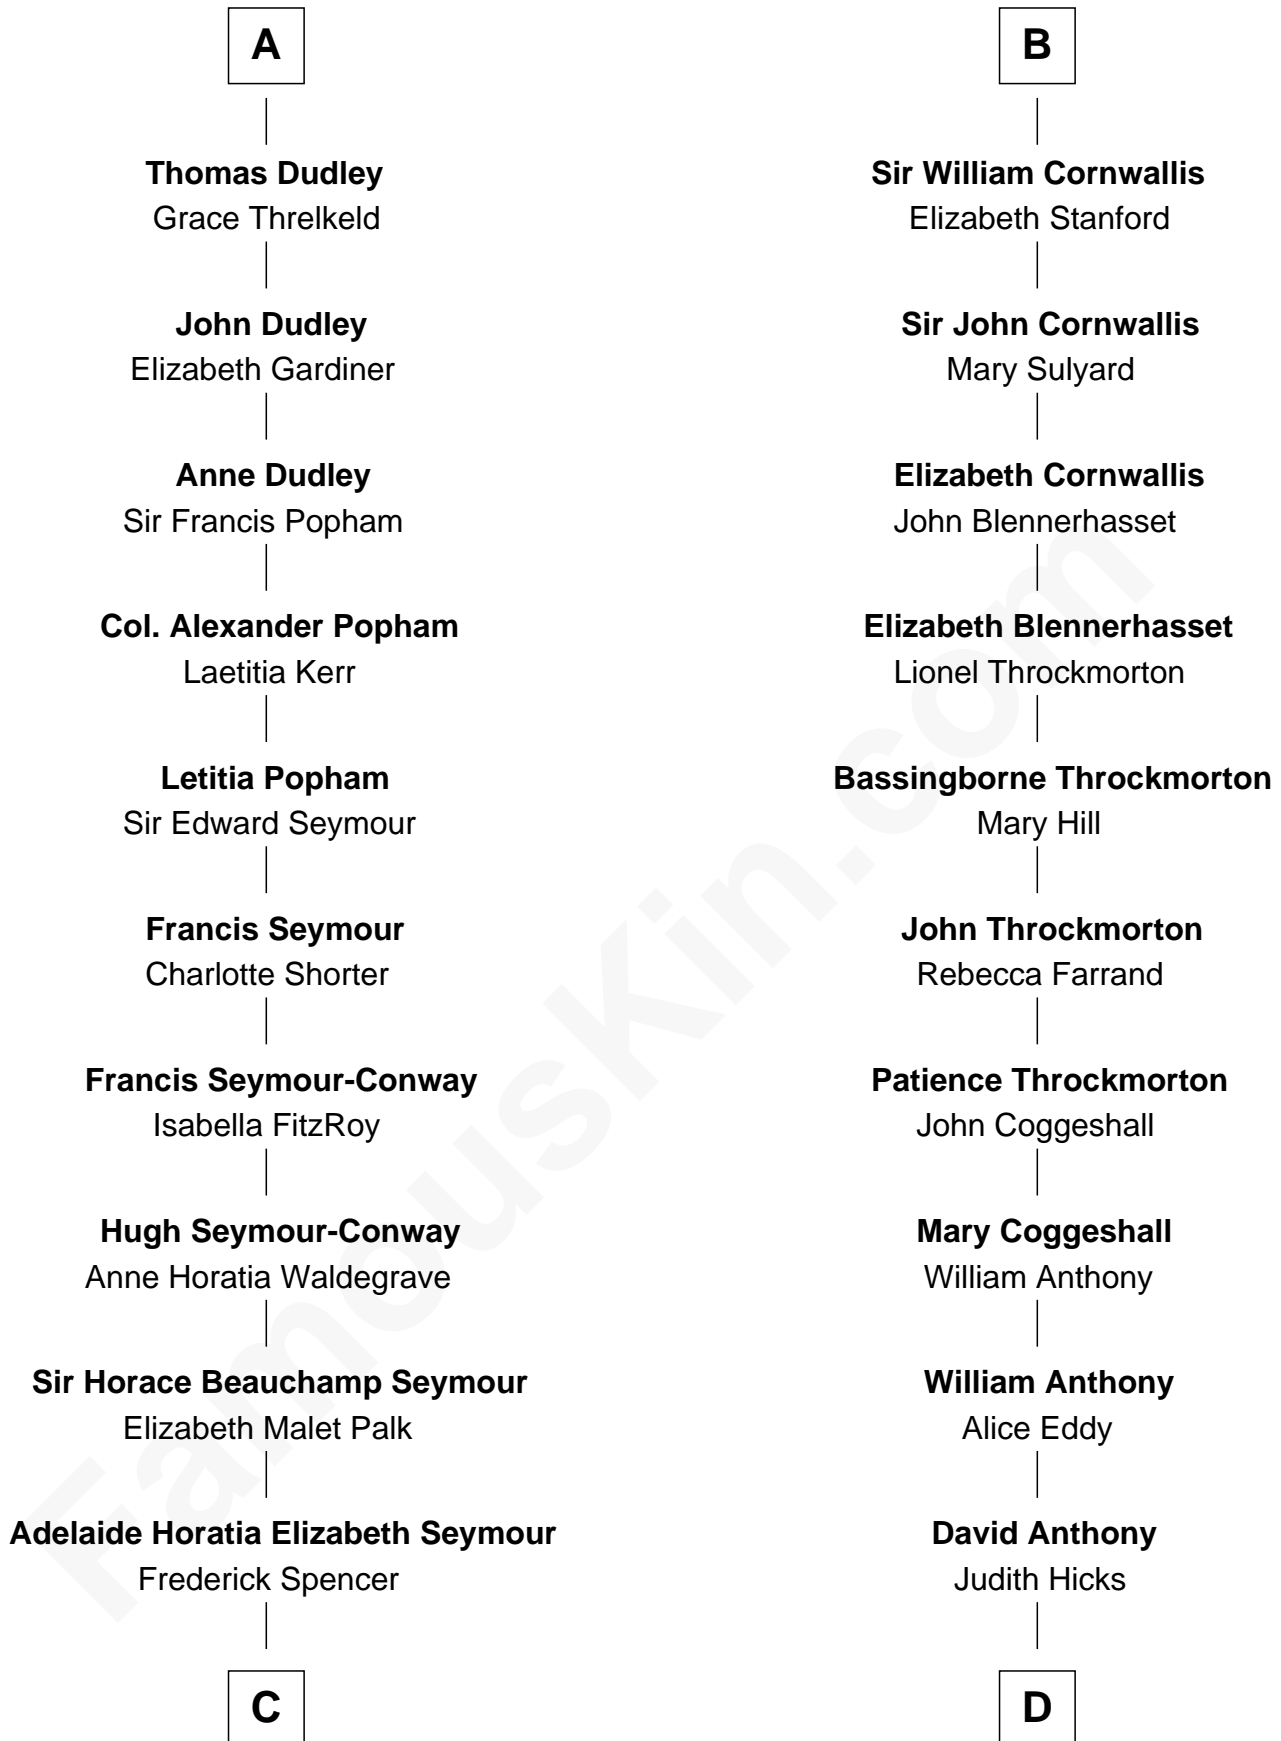 A
Thomas Dudley
Grace Threlkeld
John Dudley
Elizabeth Gardiner
Anne Dudley
Sir Francis Popham
Col. Alexander Popham
Laetitia Kerr
Letitia Popham
Sir Edward Seymour
Francis Seymour
Charlotte Shorter
Francis Seymour-Conway
Isabella FitzRoy
Hugh Seymour-Conway
Anne Horatia Waldegrave
Sir Horace Beauchamp Seymour
Elizabeth Malet Palk
Adelaide Horatia Elizabeth Seymour
Frederick Spencer
C
B
Sir William Cornwallis
Elizabeth Stanford
Sir John Cornwallis
Mary Sulyard
Elizabeth Cornwallis
John Blennerhasset
Elizabeth Blennerhasset
Lionel Throckmorton
Bassingborne Throckmorton
Mary Hill
John Throckmorton
Rebecca Farrand
Patience Throckmorton
John Coggeshall
Mary Coggeshall
William Anthony
William Anthony
Alice Eddy
David Anthony
Judith Hicks
D
FamousKin.com